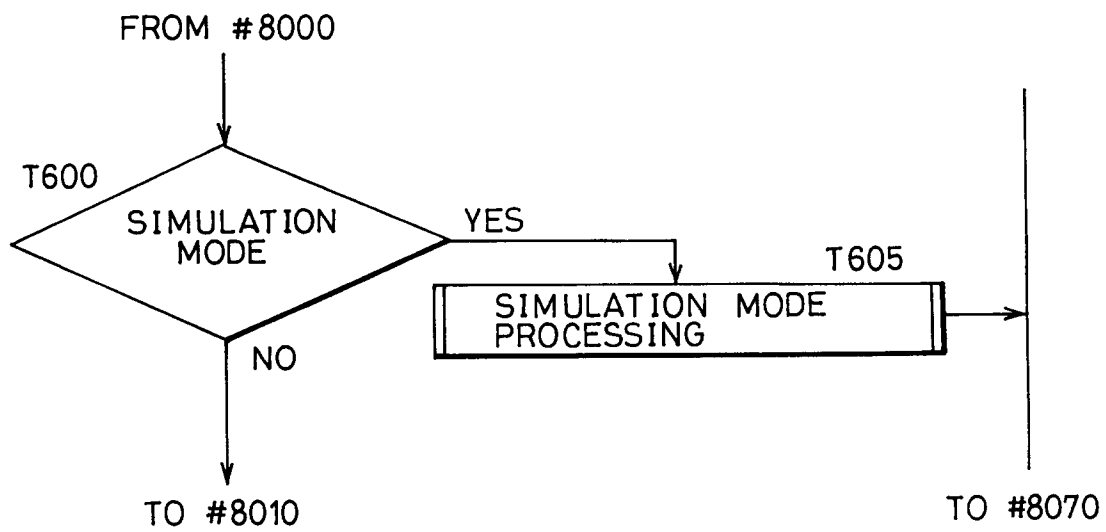 FROM #8000
T600
SIMULATION
MODE
YES
T605
SIMULATION MODE
PROCESSING
NO
TO #8010
TO #8070